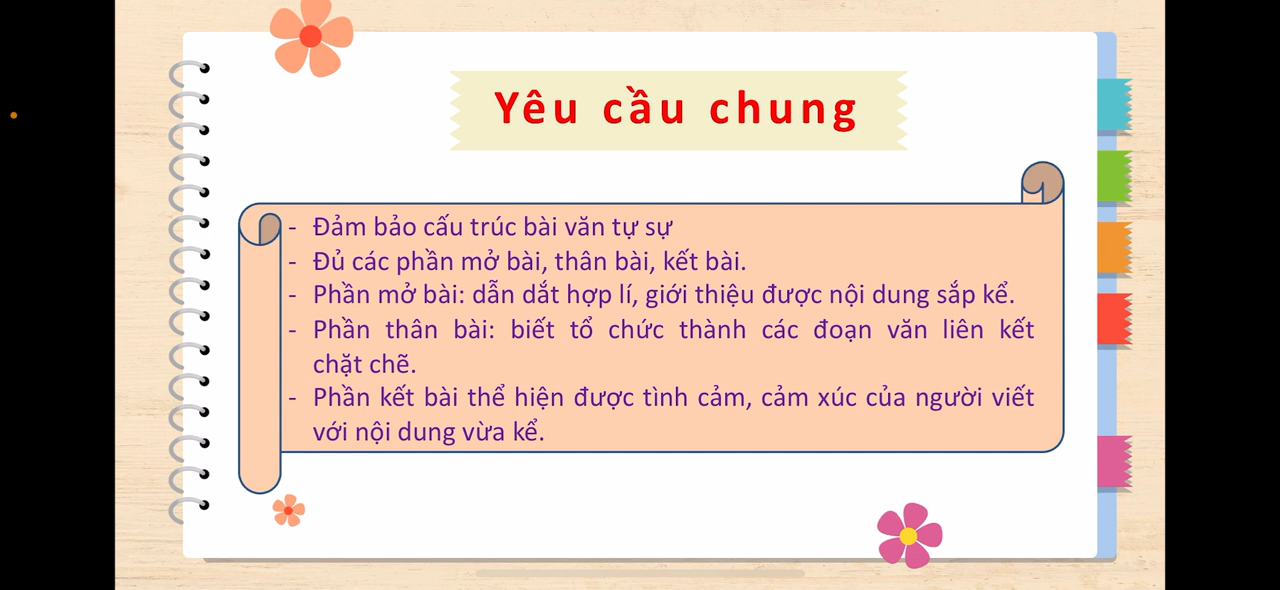 Yêu cầu chung
- Đảm bảo cấu trúc bài văn tự sự
- Đủ các phần mở bài, thân bài, kết bài.
- Phần mở bài: dẫn dắt hợp lí, giới thiệu được nội dung sắp kể.
- Phần thân bài: biết tổ chức thành các đoạn văn liên kết
chặt chẽ.
- Phần kết bài thể hiện được tình cảm, cảm xúc của người viết
với nội dung vừa kể.